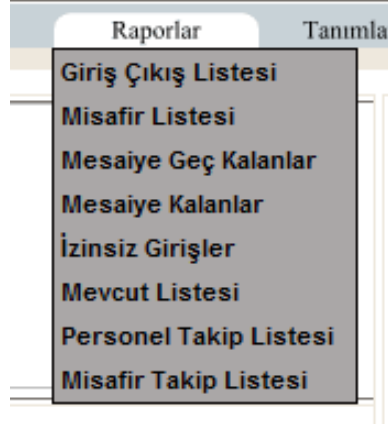 Raporlar Tanımla
Giriş Çıkış Listesi
Misafir Listesi
Mesaiye Geç Kalanlar
Mesaiye Kalanlar
İzinsiz Girişler
Mevcut Listesi
Personel Takip Listesi
Misafir Takip Listesi